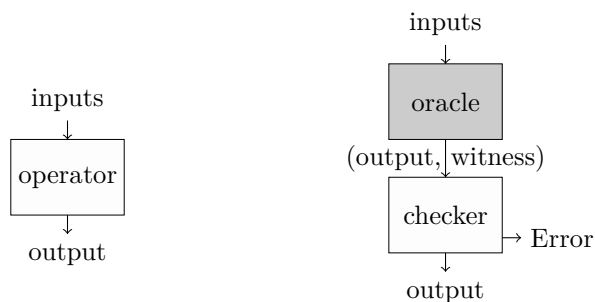 inputs
operator
output
inputs
oracle
(output, witness)
checker
Error
output